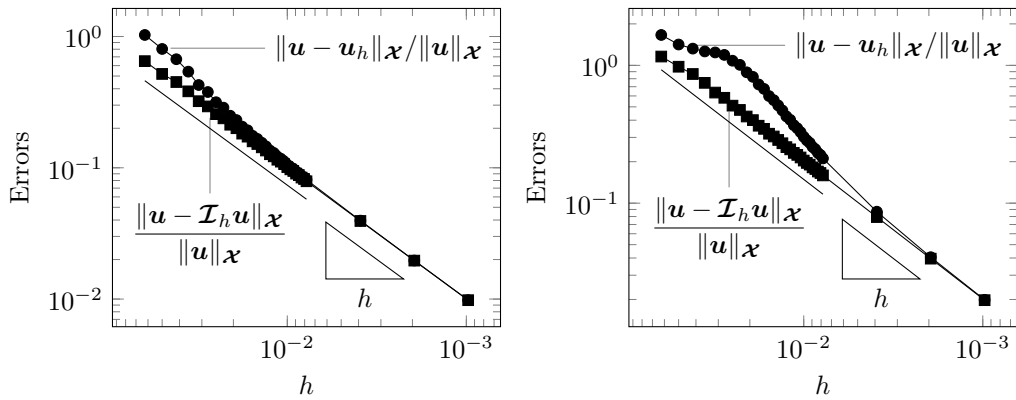 10^0
10^{-1}
10^{-2}
Errors
10^{-2}
10^{-3}
h
‖u − u_h‖_𝓧/‖u‖_𝓧
‖u − 𝓘_h u‖_𝓧
‖u‖_𝓧
h
10^0
10^{-1}
Errors
10^{-2}
10^{-3}
h
‖u − u_h‖_𝓧/‖u‖_𝓧
‖u − 𝓘_h u‖_𝓧
‖u‖_𝓧
h